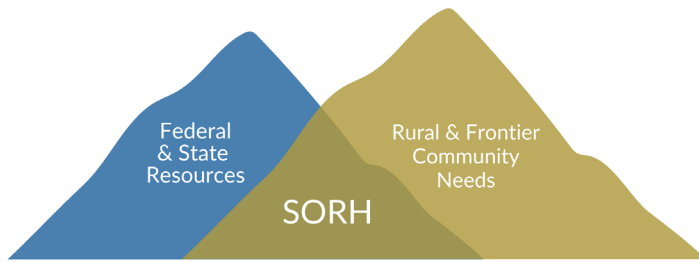 Federal
& State
Resources
Rural & Frontier
Community
Needs
SORH